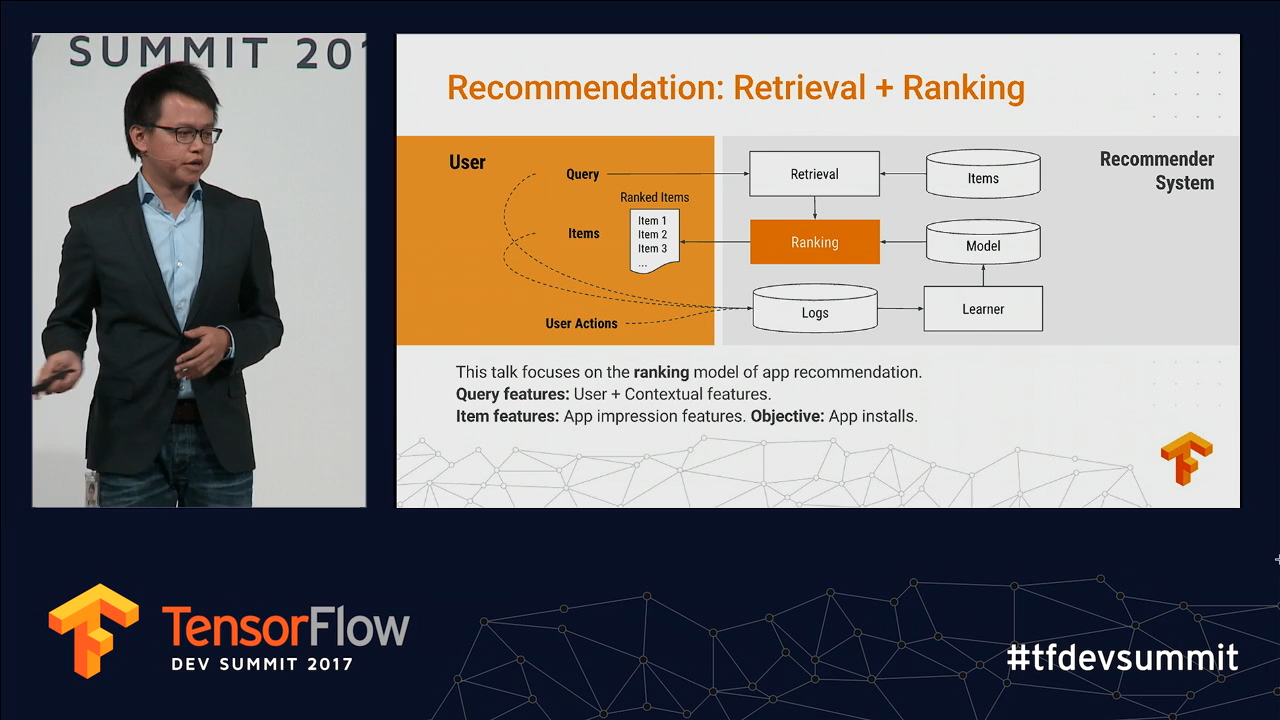 SUMMIT 201
Recommendation: Retrieval + Ranking
User
Recommender
System
Query
Retrieval
Items
Ranked Items
Item 1
Item 2
Item 3
...
Items
Ranking
Model
User Actions
Logs
Learner
This talk focuses on the ranking model of app recommendation.
Query features: User + Contextual features.
Item features: App impression features. Objective: App installs.
TensorFlow
DEV SUMMIT 2017
#tfdevsummit